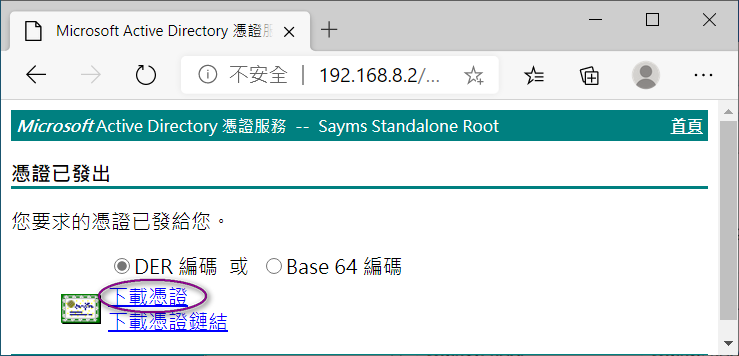 Microsoft Active Directory 憑證服
不安全 | 192.168.8.2/...
Microsoft Active Directory 憑證服務 -- Sayms Standalone Root 首頁
憑證已發出
您要求的憑證已發給您。
DER 編碼 或 Base 64 編碼
下載憑證
下載憑證鏈結